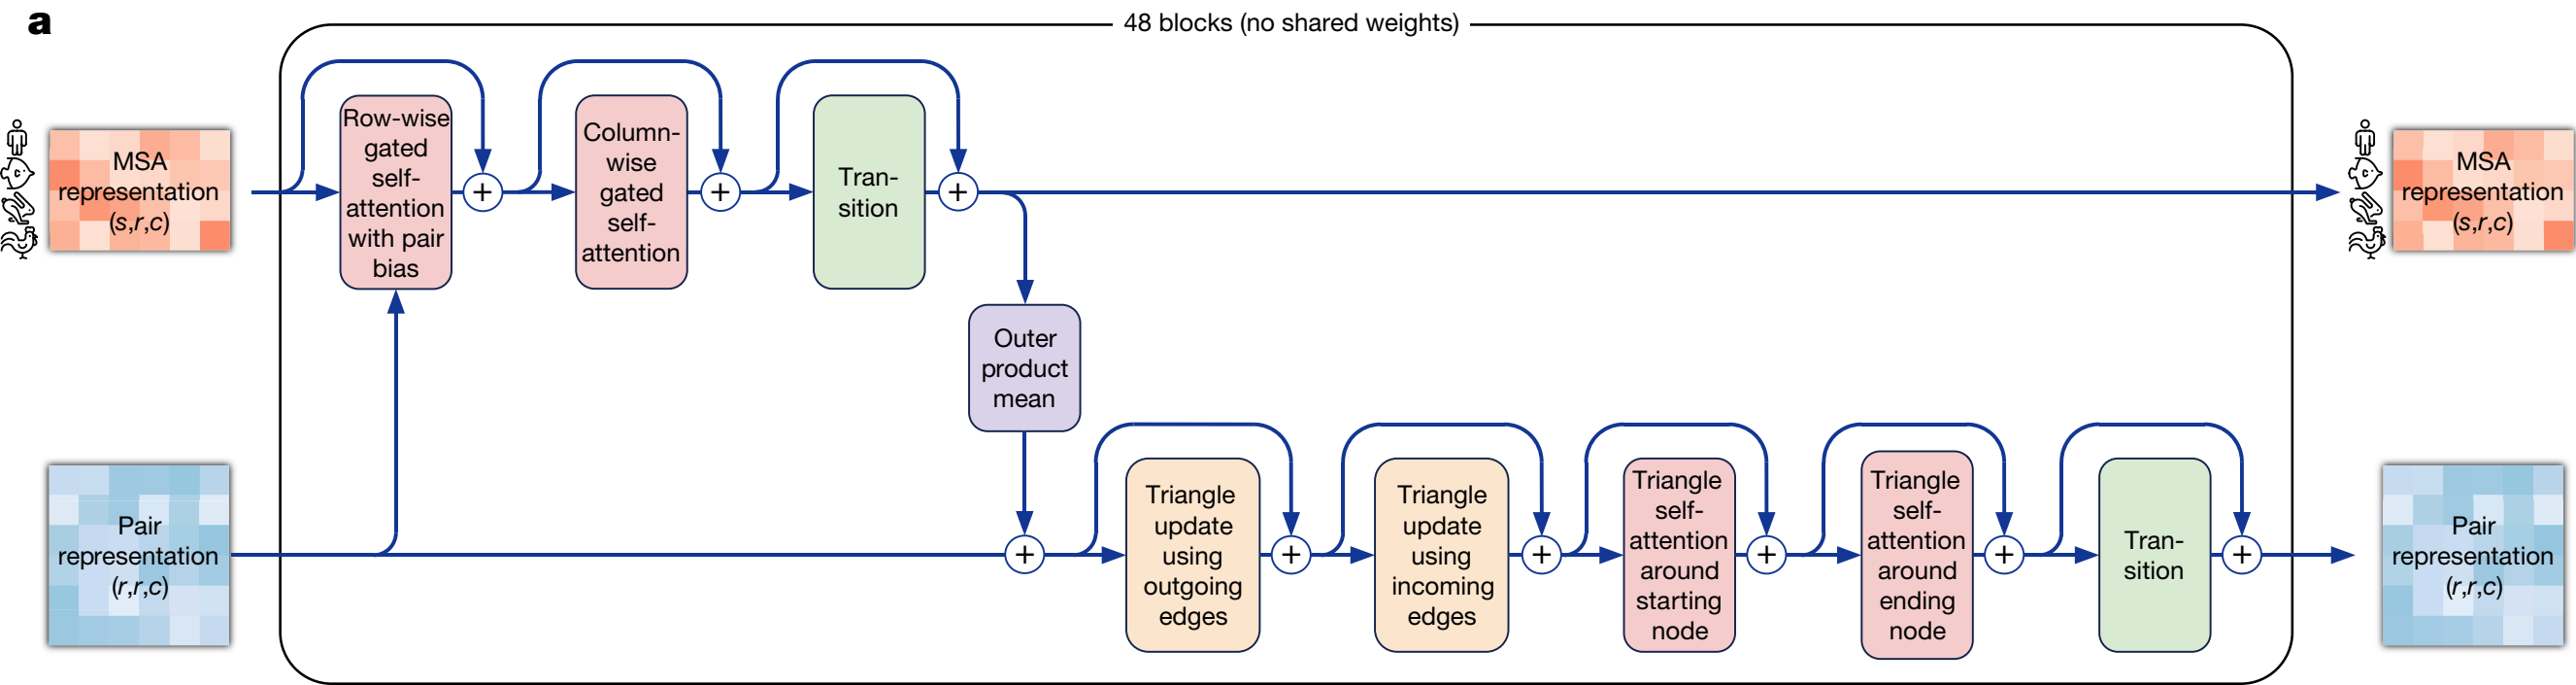 a
48 blocks (no shared weights)
MSA
representation
(s,r,c)
Row-wise
gated
self-
attention
with pair
bias
Column-
wise
gated
self-
attention
Tran-
sition
MSA
representation
(s,r,c)
Outer
product
mean
Pair
representation
(r,r,c)
Triangle
update
using
outgoing
edges
Triangle
update
using
incoming
edges
Triangle
self-
attention
around
starting
node
Triangle
self-
attention
around
ending
node
Tran-
sition
Pair
representation
(r,r,c)